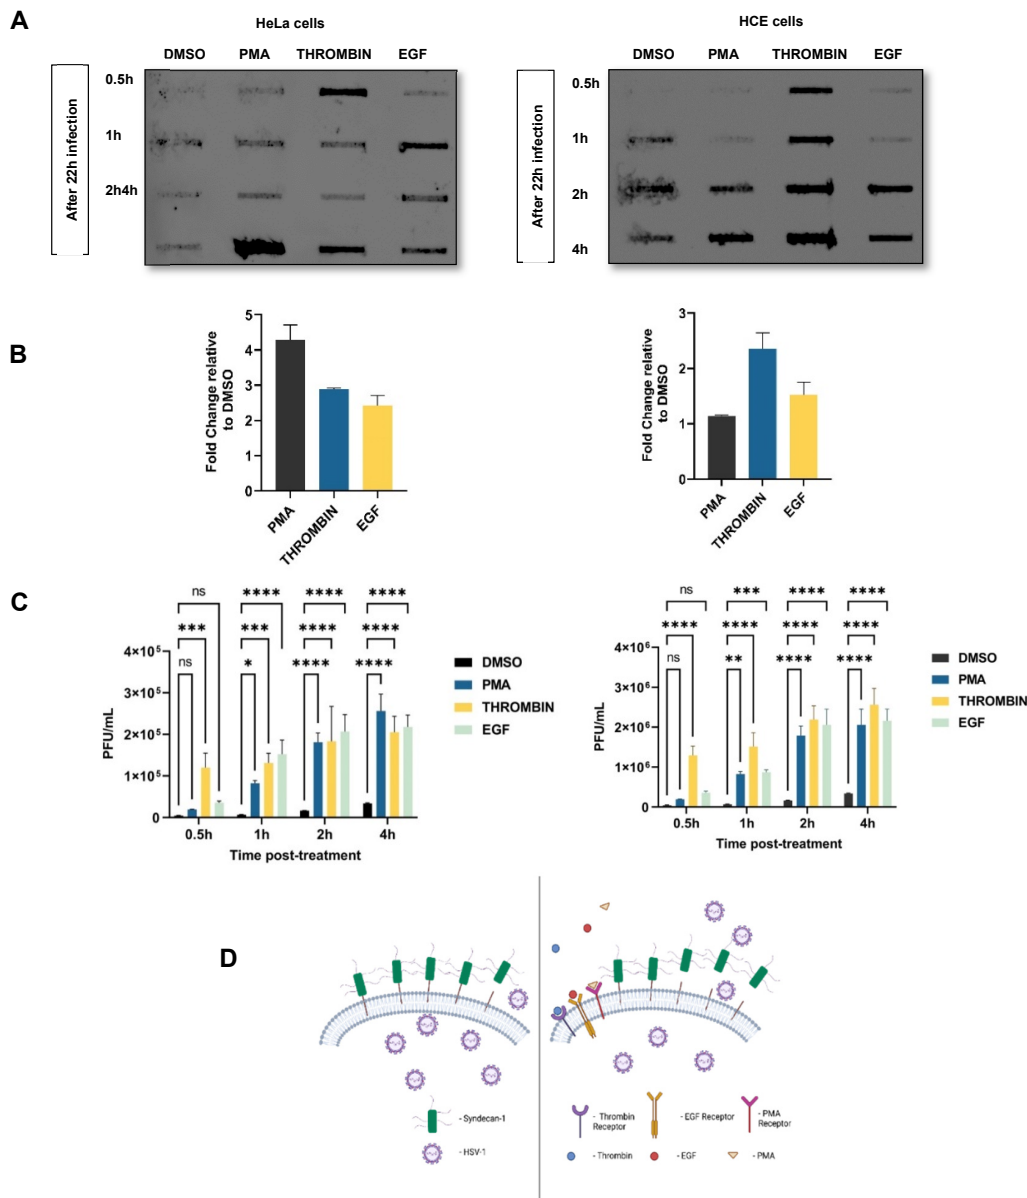 A
HeLa cells
DMSO PMA THROMBIN EGF
After 22h infection
0.5h
1h
2h4h
HCE cells
DMSO PMA THROMBIN EGF
After 22h infection
0.5h
1h
2h
4h
B
Fold Change relative
to DMSO
5
4
3
2
1
0
PMA
THROMBIN
EGF
Fold Change relative
to DMSO
3
2
1
0
PMA
THROMBIN
EGF
C
ns **** **** ****
*** *** **** ****
ns * **** ****
PFU/mL
4×10⁵
3×10⁵
2×10⁵
1×10⁵
0
0.5h 1h 2h 4h
Time post-treatment
DMSO
PMA
THROMBIN
EGF
ns *** **** ****
**** **** **** ****
ns ** **** ****
PFU/mL
4×10⁶
3×10⁶
2×10⁶
1×10⁶
0
0.5h 1h 2h 4h
Time post-treatment
DMSO
PMA
THROMBIN
EGF
D
- Syndecan-1
- HSV-1
- Thrombin
Receptor
- EGF Receptor
- PMA
Receptor
- Thrombin
- EGF
- PMA